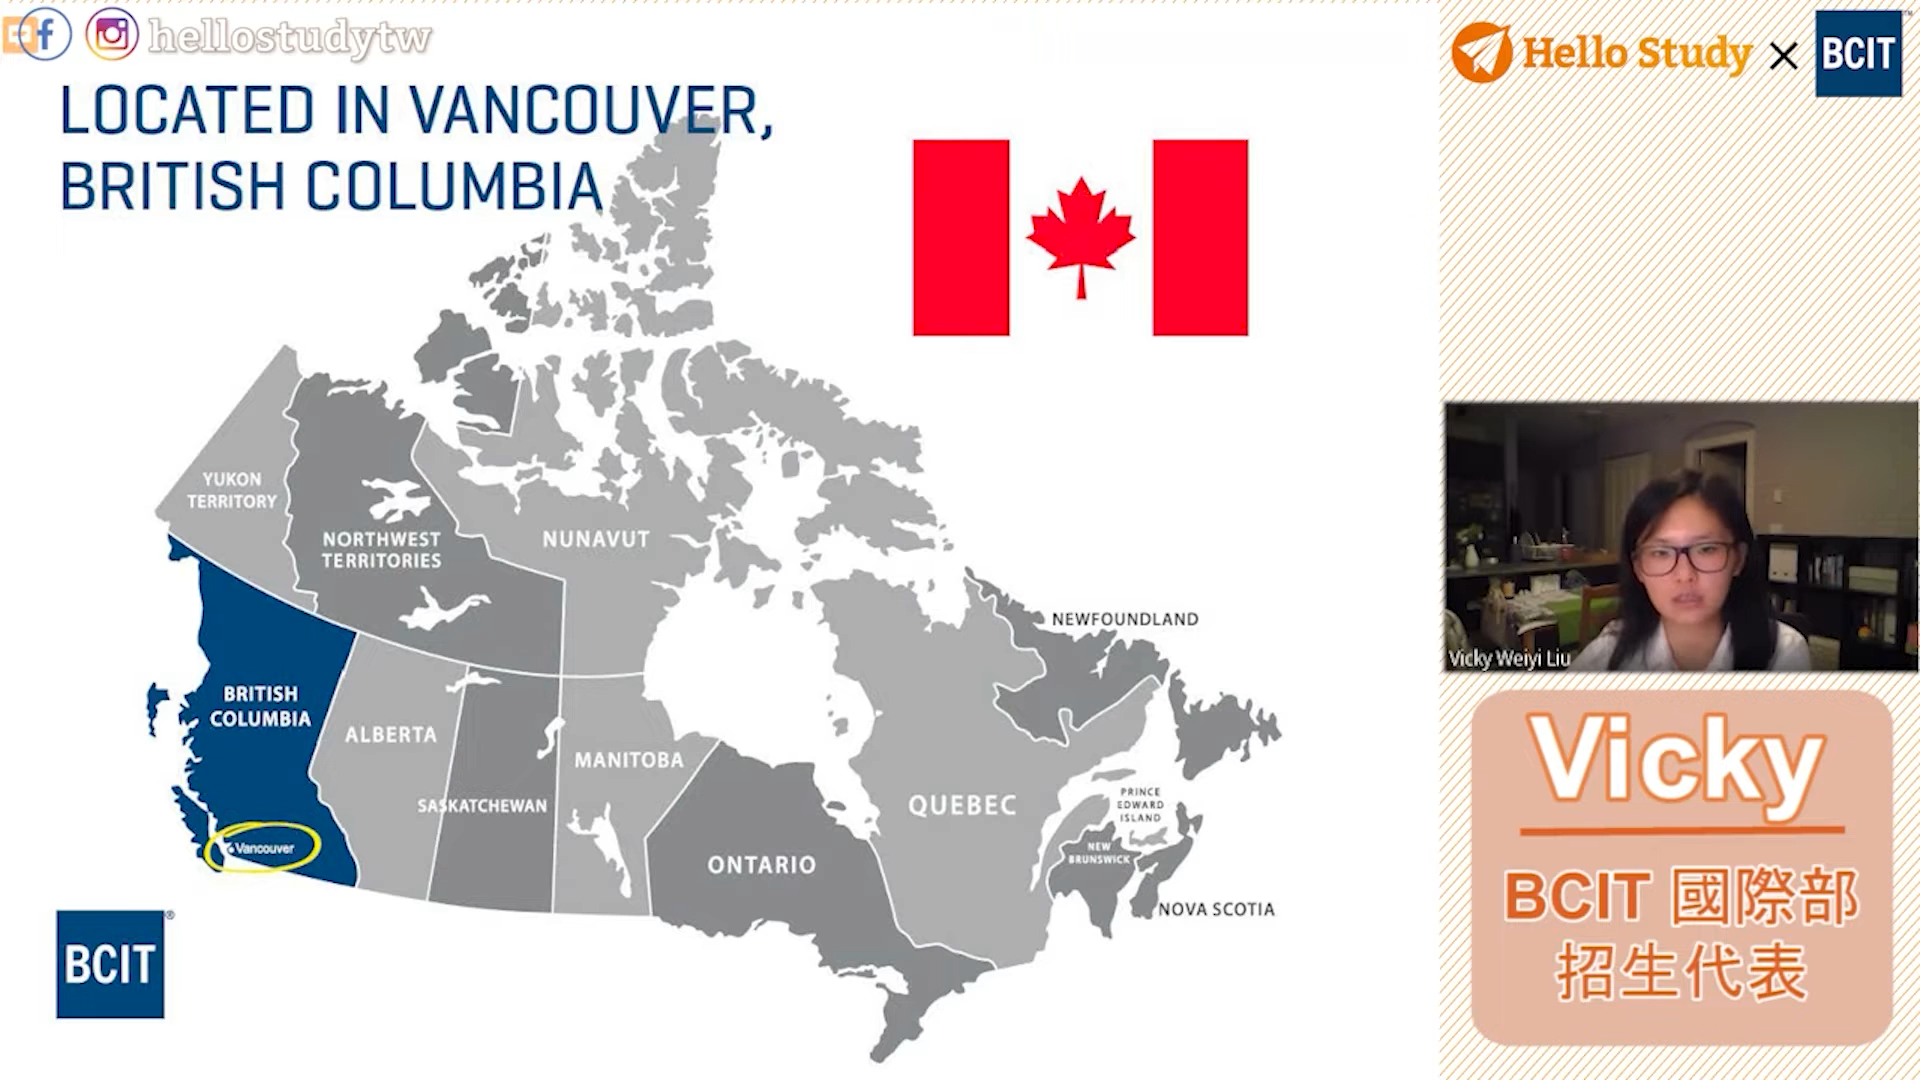 hellostudytw
LOCATED IN VANCOUVER,
BRITISH COLUMBIA
Hello Study
BCIT
YUKON
TERRITORY
NORTHWEST
TERRITORIES
NUNAVUT
BRITISH
COLUMBIA
ALBERTA
SASKATCHEWAN
MANITOBA
ONTARIO
QUEBEC
NEWFOUNDLAND
PRINCE
EDWARD
ISLAND
NEW
BRUNSWICK
NOVA SCOTIA
Vancouver
BCIT
Vicky Weiyi Liu
Vicky
BCIT 國際部
招生代表